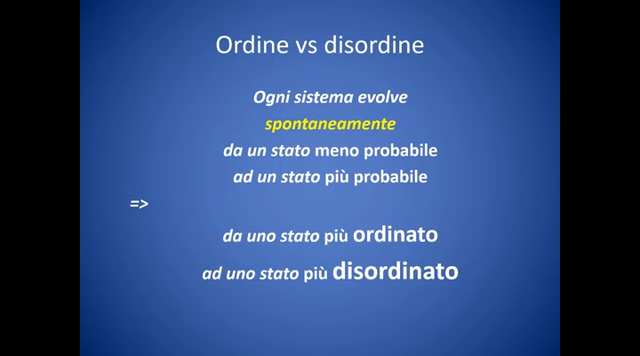 Ordine vs disordine
Ogni sistema evolve
spontaneamente
da un stato meno probabile
ad un stato più probabile
=>
da uno stato più ordinato
ad uno stato più disordinato